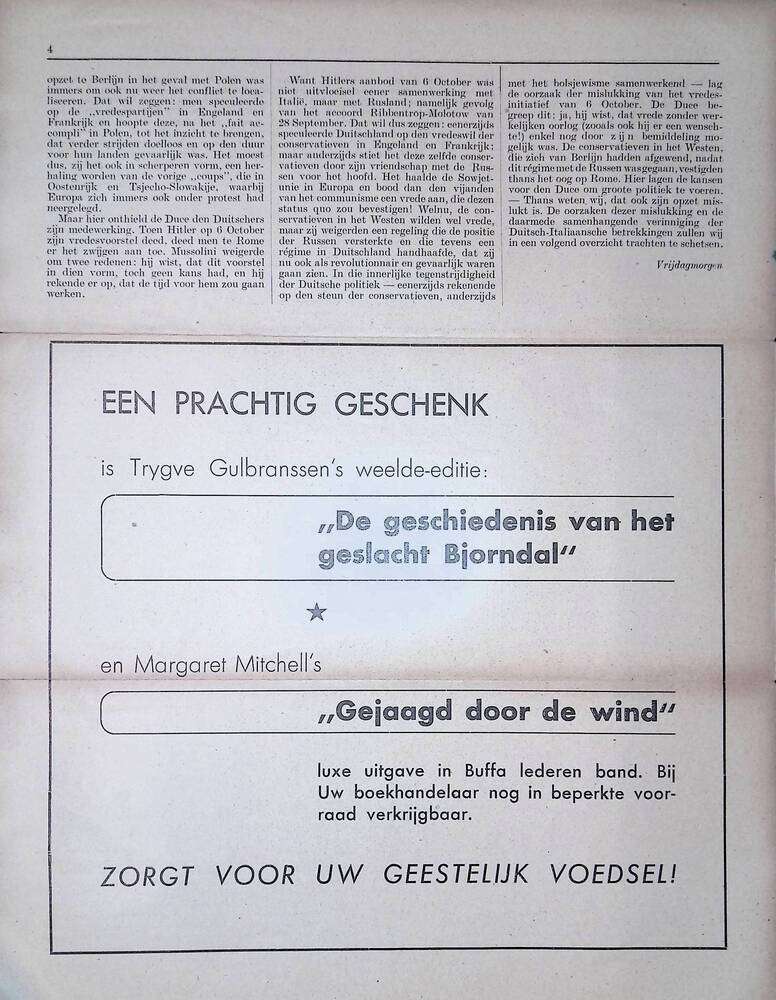 4
opzet te Berlijn in het geval met Polen was
immers om ook nu weer het conflict te loca-
liseeren. Dat wil zeggen: men speculeerde
op de „vredespartijen” in Engeland en
Frankrijk en hoopte deze, na het „fait ac-
compli” in Polen, tot het inzicht te brengen,
dat verder strijden doelloos en op den duur
voor hun landen gevaarlijk was. Het moest
dus, zij het ook in scherperen vorm, een her-
haling worden van de vorige „coups”, die in
Oostenrijk en Tsjecho-Slowakije, waarbij
Europa zich immers ook onder protest had
neergelegd.
Maar hier onthield de Duce den Duitschers
zijn medewerking. Toen Hitler op 6 October
zijn vredesvoorstel deed, deed men te Rome
er het zwijgen aan toe. Mussolini weigerde
om twee redenen: hij wist, dat dit voorstel
in dien vorm, toch geen kans had, en hij
rekende er op, dat de tijd voor hem zou gaan
werken.
Want Hitlers aanbod van 6 October was
niet uitvloeisel eener samenwerking met
Italië, maar met Rusland; namelijk gevolg
van het accoord Ribbentrop-Molotow van
28 September. Dat wil dus zeggen: eenerzijds
speculeerde Duitschland op den vredeswil der
conservatieven in Engeland en Frankrijk;
maar anderzijds stiet het deze zelfde conser-
vatieven door zijn vriendschap met de Rus-
sen voor het hoofd. Het haalde de Sowjet-
unie in Europa en bood dan den vijanden
van het communisme een vrede aan, die dezen
status quo zou bevestigen! Welnu, de con-
servatieven in het Westen wilden wel vrede,
maar zij weigerden een regeling die de positie
der Russen versterkte en die tevens een
régime in Duitschland handhaafde, dat zij
nu ook als revolutionnair en gevaarlijk waren
gaan zien. In die innerlijke tegenstrijdigheid
der Duitsche politiek — eenerzijds rekenende
op den steun der conservatieven, anderzijds
met het bolsjewisme samenwerkend — lag
de oorzaak der mislukking van het vredes-
initiatief van 6 October. De Duce be-
greep dit; ja, hij wist, dat vrede zonder wer-
kelijken oorlog (zooals ook hij er een wensch-
te!) enkel nog door zijn bemiddeling mo-
gelijk was. De conservatieven in het Westen,
die zich van Berlijn hadden afgewend, nadat
dit régime met de Russen was gegaan, vestigden
thans het oog op Rome. Hier lagen de kansen
voor den Duce om groote politiek te voeren.
— Thans weten wij, dat ook zijn opzet mis-
lukt is. De oorzaken dezer mislukking en de
daarmede samenhangende verinniging der
Duitsch-Italiaansche betrekkingen zullen wij
in een volgend overzicht trachten te schetsen.
Vrijdagmorgen
EEN PRACHTIG GESCHENK
is Trygve Gulbranssen's weelde-editie:
„De geschiedenis van het
geslacht Bjorndal“
en Margaret Mitchell's
„Gejaagd door de wind“
luxe uitgave in Buffa lederen band. Bij
Uw boekhandelaar nog in beperkte voor-
raad verkrijgbaar.
ZORGT VOOR UW GEESTELIJK VOEDSEL!